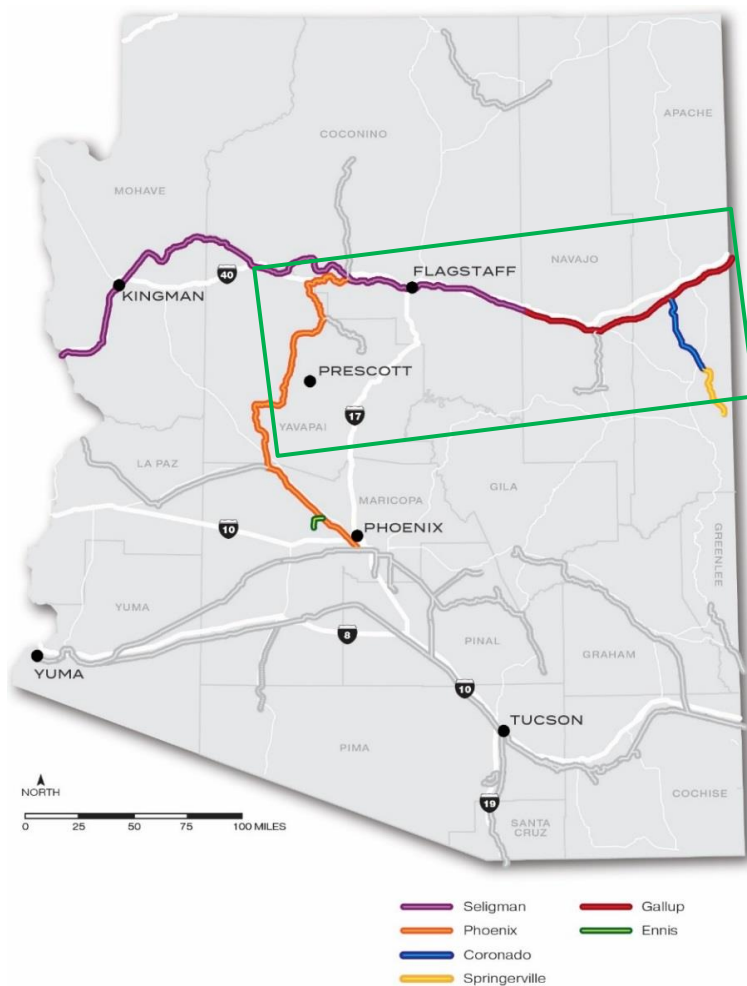 COCONINO
APACHE
MOHAVE
FLAGSTAFF
NAVAJO
40
KINGMAN
PRESCOTT
17
YAVAPAI
LA PAZ
MARICOPA
GILA
10
PHOENIX
GREENLEE
YUMA
8
PINAL
GRAHAM
YUMA
10
TUCSON
PIMA
NORTH
COCHISE
19
SANTA
CRUZ
0 25 50 75 100 MILES
Seligman
Gallup
Phoenix
Ennis
Coronado
Springerville